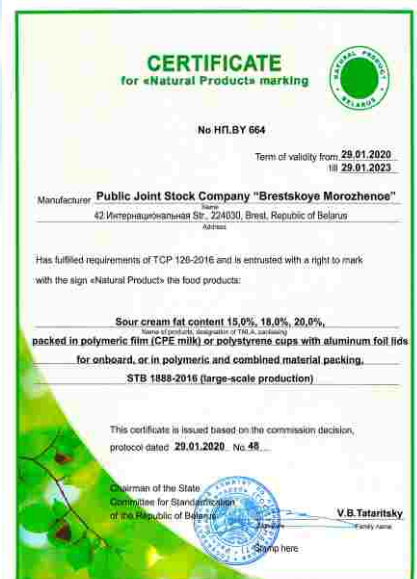 CERTIFICATE
for «Natural Product» marking
NATURAL PRODUCT
BELARUS
No НП.BY 664
Term of validity from 29.01.2020
till 29.01.2023
Manufacturer Public Joint Stock Company "Brestskoye Morozhenoe"
Name
42 Интернациональная Str., 224030, Brest, Republic of Belarus
Address
Has fulfilled requirements of TCP 126-2016 and is entrusted with a right to mark
with the sign «Natural Product» the food products:
Sour cream fat content 15,0%, 18,0%, 20,0%,
Name of products, designation of TNLA, packaging
packed in polymeric film (CPE milk) or polystyrene cups with aluminum foil lids
for onboard, or in polymeric and combined material packing,
STB 1888-2016 (large-scale production)
This certificate is issued based on the commission decision,
protocol dated 29.01.2020 No 48
Chairman of the State
Committee for Standardization
of the Republic of Belarus
V.B.Tataritsky
Signature
Family name
Stamp here